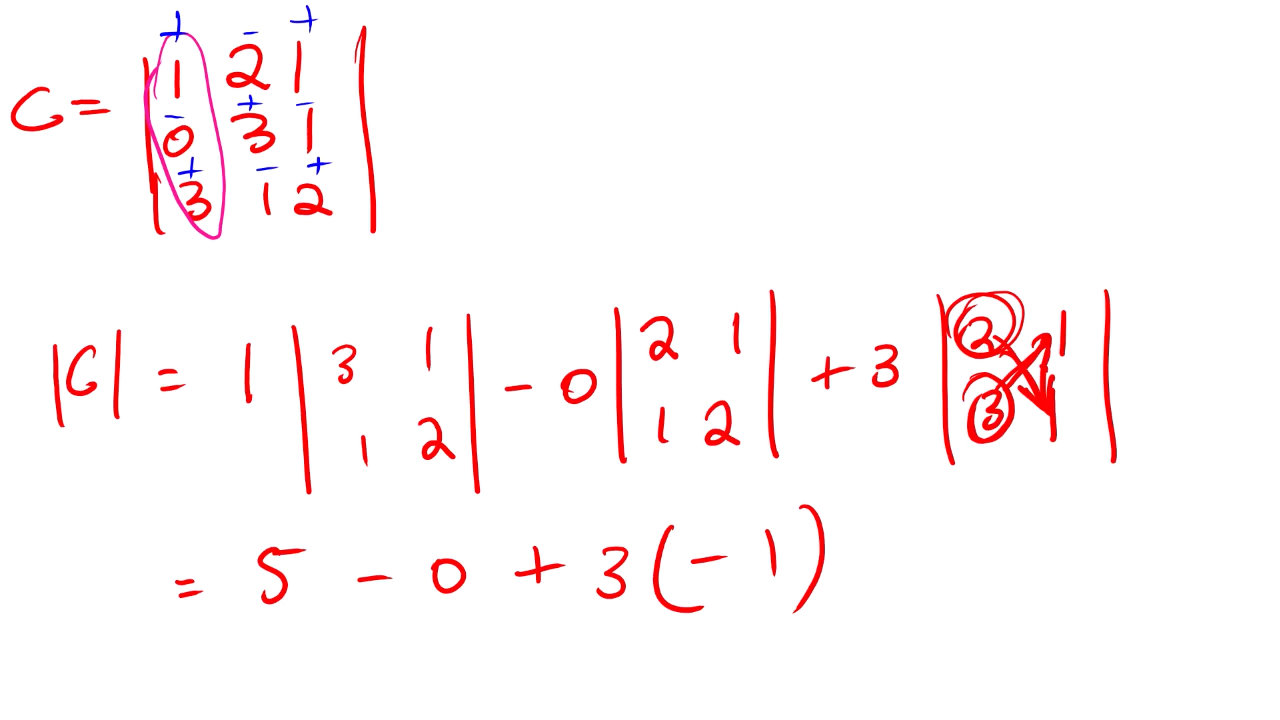 + - +
C = | 1 2 1 |
- + -
| 0 3 1 |
+ - +
| 3 1 2 |
|C| = 1 | 3 1 | - 0 | 2 1 | + 3 | 2 1 |
| 1 2 | | 1 2 | | 3 1 |
= 5 - 0 + 3 ( - 1 )